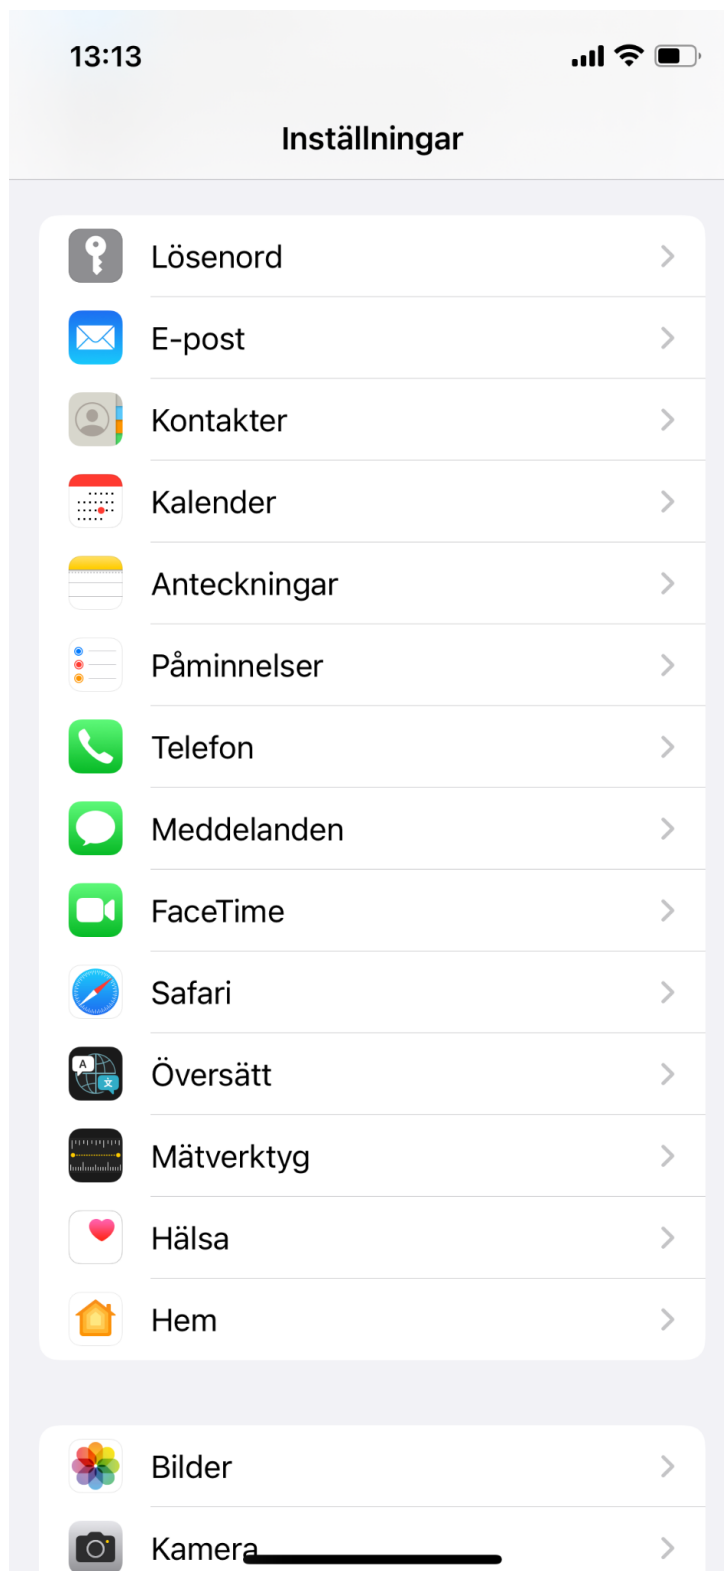 13:13
Inställningar
Lösenord
E-post
Kontakter
Kalender
Anteckningar
Påminnelser
Telefon
Meddelanden
FaceTime
Safari
A
文
Översätt
Mätverktyg
Hälsa
Hem
Bilder
Kamera